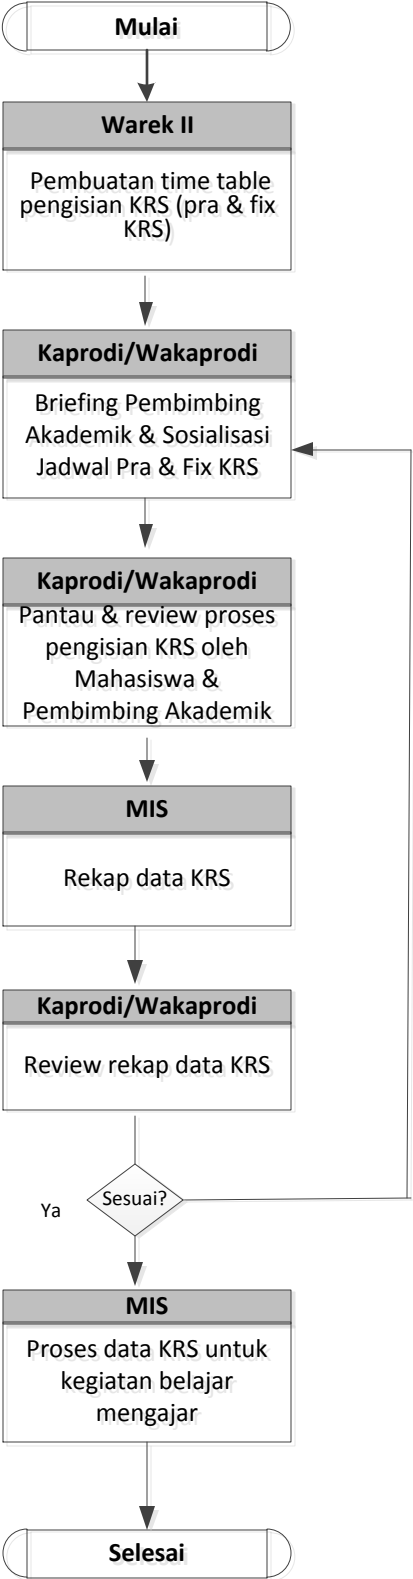 Mulai
Warek II
Pembuatan time table
pengisian KRS (pra & fix
KRS)
Kaprodi/Wakaprodi
Briefing Pembimbing
Akademik & Sosialisasi
Jadwal Pra & Fix KRS
Kaprodi/Wakaprodi
Pantau & review proses
pengisian KRS oleh
Mahasiswa &
Pembimbing Akademik
MIS
Rekap data KRS
Kaprodi/Wakaprodi
Review rekap data KRS
Sesuai?
Ya
MIS
Proses data KRS untuk
kegiatan belajar
mengajar
Selesai